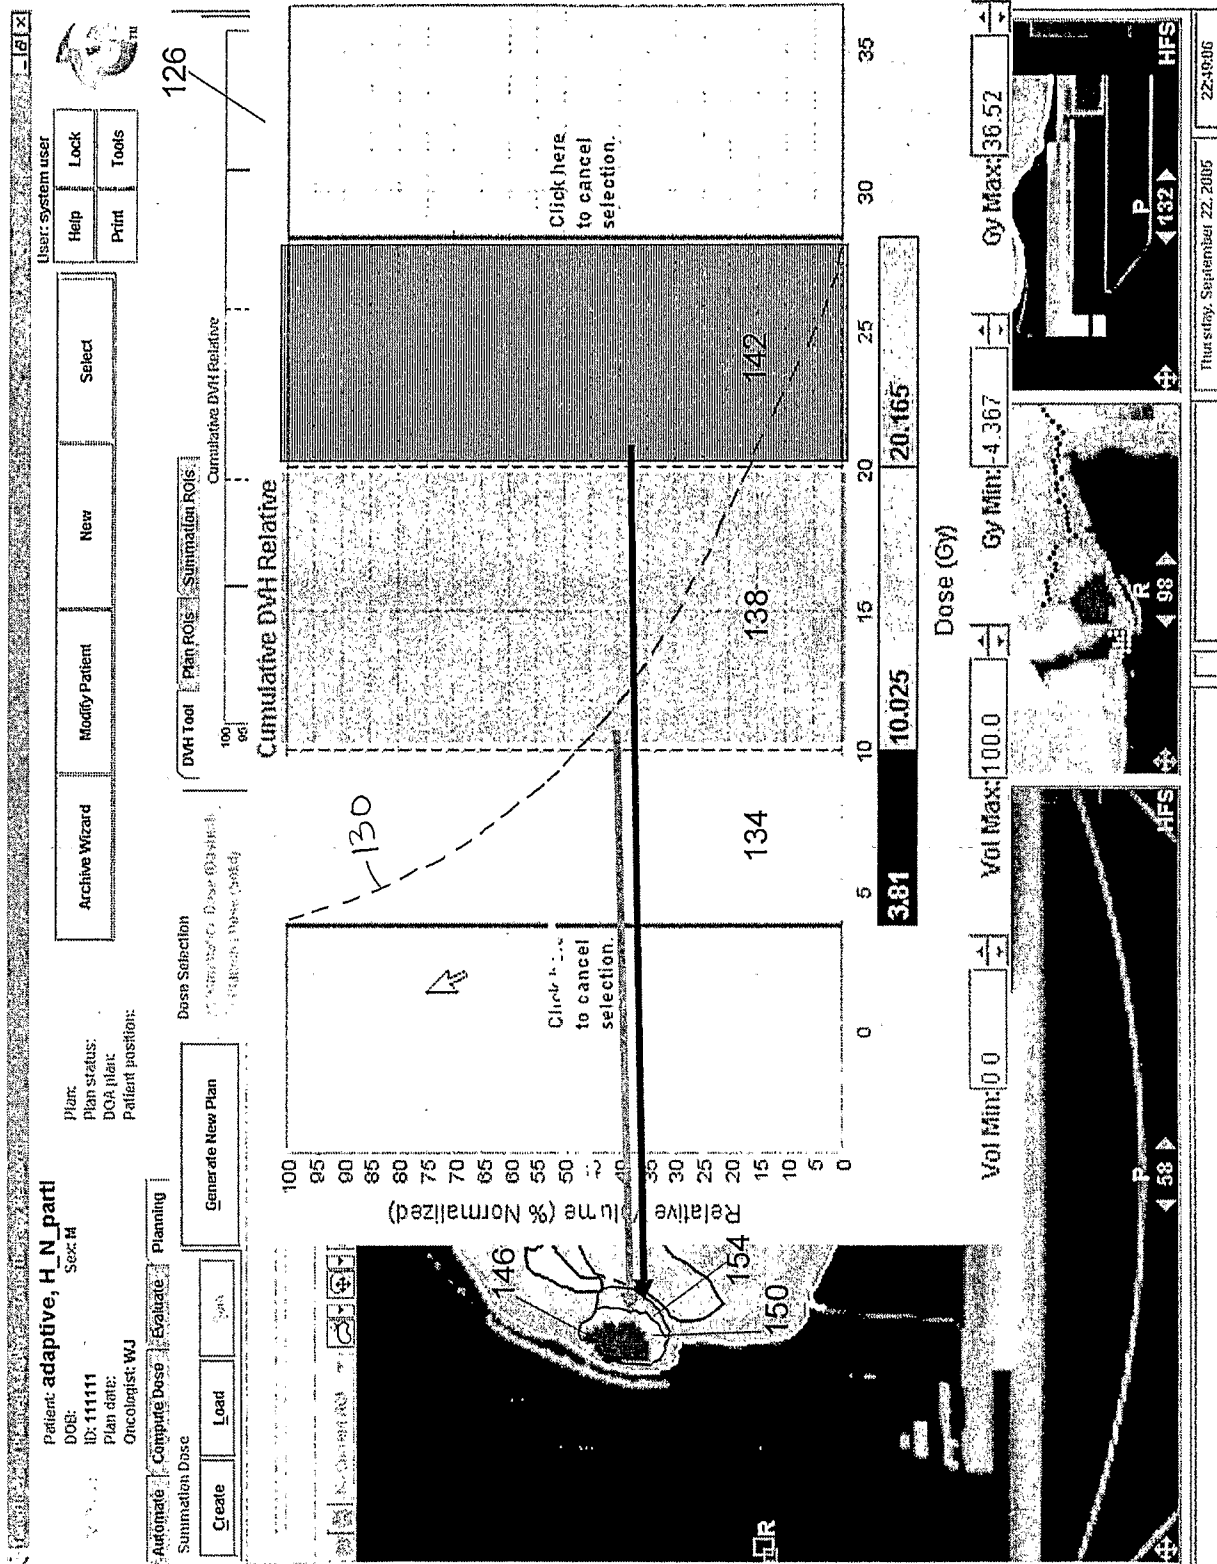 Patient: adaptive, H_N_partI
DOB:
Sex: M
ID: 111111
Plan date:
Oncologist: WJ
Plan:
Plan status:
DQA plan:
Patient position:
Archive Wizard
Modify Patient
New
Select
User: system user
Help
Lock
Print
Tools
TM
Automate
Compute Dose
Evaluate
Planning
Summation Dose
Create
Load
Generate New Plan
Dose Selection
DVH Tool
Plan ROIs
Summation ROIs
Cumulative DVH Relative
100
95
126
Cumulative DVH Relative
Relative Volume (% Normalized)
100
95
90
85
80
75
70
65
60
55
50
40
35
30
25
20
15
10
5
0
130
Click here
to cancel
selection.
Click here
to cancel
selection.
134
138
142
146
154
150
0
5
10
15
20
25
30
35
3.81
10.025
20.165
Dose (Gy)
Vol Min: 0.0
Vol Max: 100.0
Gy Min: -4.367
Gy Max: 36.52
R
P
58
HFS
R
98
P
132
HFS
Thursday, September 22, 2005
22:49:06